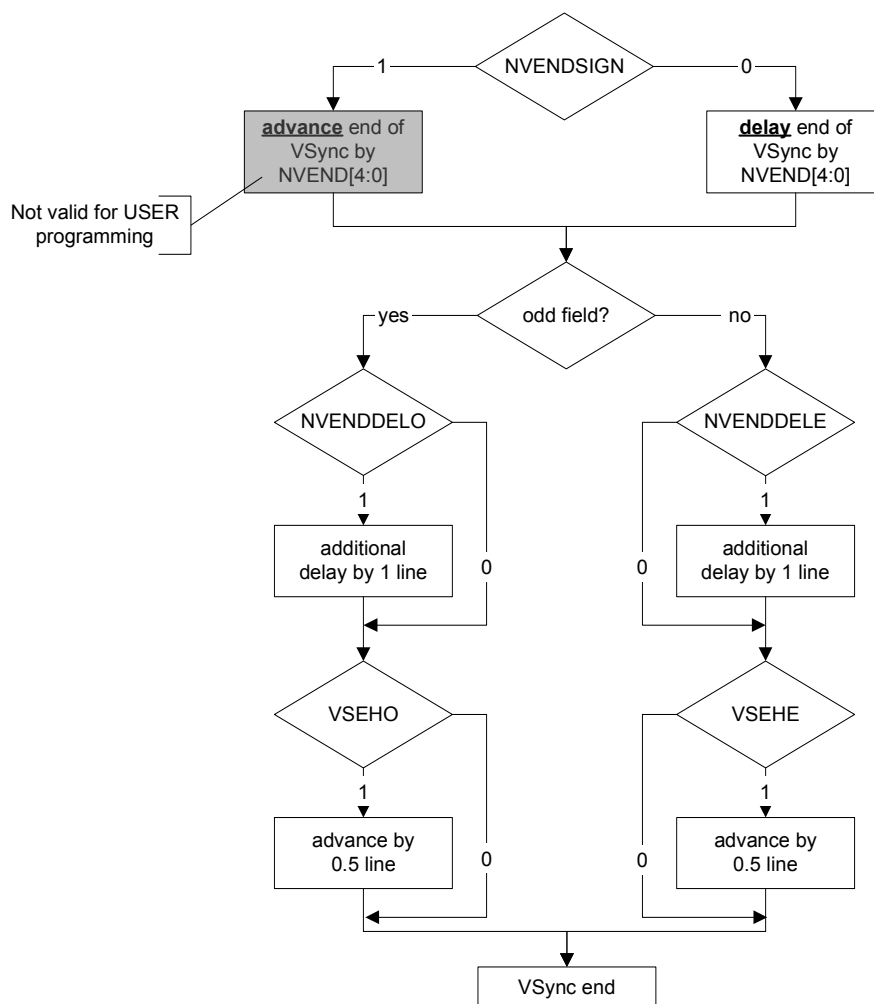 NVENDSIGN
1
0
advance end of
VSync by
NVEND[4:0]
delay end of
VSync by
NVEND[4:0]
Not valid for USER
programming
odd field?
yes
no
NVENDDELO
NVENDDELE
1
1
additional
delay by 1 line
0
0
additional
delay by 1 line
VSEHO
VSEHE
1
1
advance by
0.5 line
0
0
advance by
0.5 line
VSync end